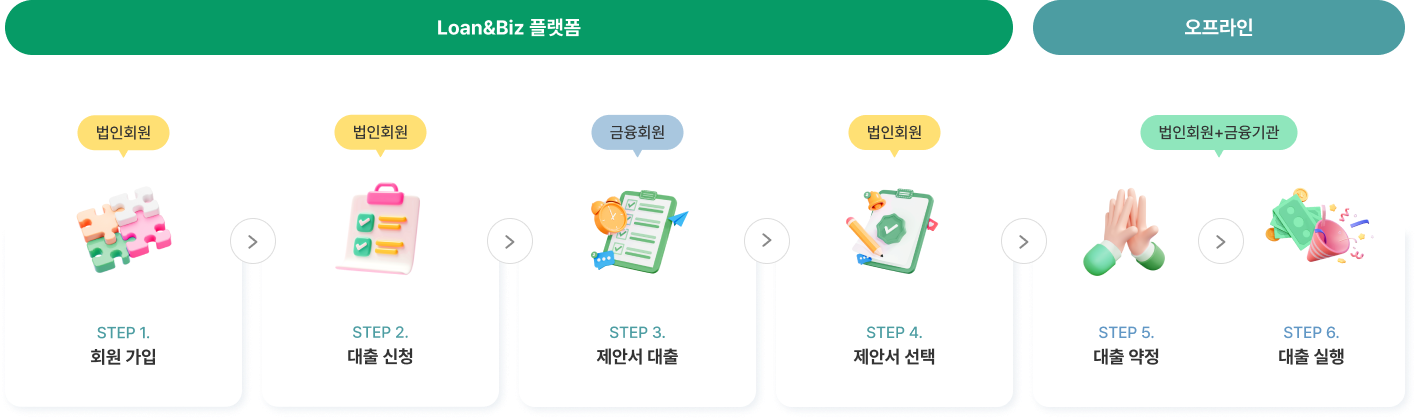 Loan&Biz 플랫폼
오프라인
법인회원
법인회원
금융회원
법인회원
법인회원+금융기관
STEP 1.
회원 가입
STEP 2.
대출 신청
STEP 3.
제안서 대출
STEP 4.
제안서 선택
STEP 5.
대출 약정
STEP 6.
대출 실행